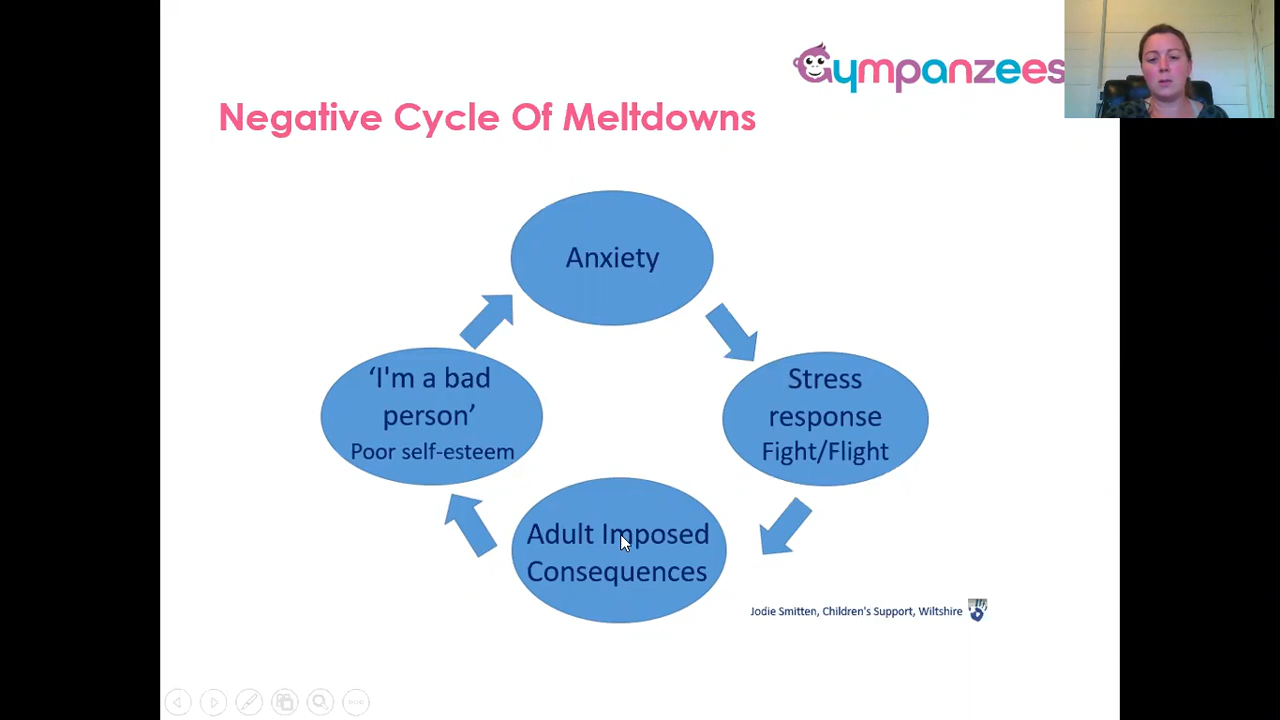 Gympanzees
Negative Cycle Of Meltdowns
Anxiety
‘I'm a bad
person’
Poor self-esteem
Stress
response
Fight/Flight
Adult Imposed
Consequences
Jodie Smitten, Children's Support, Wiltshire